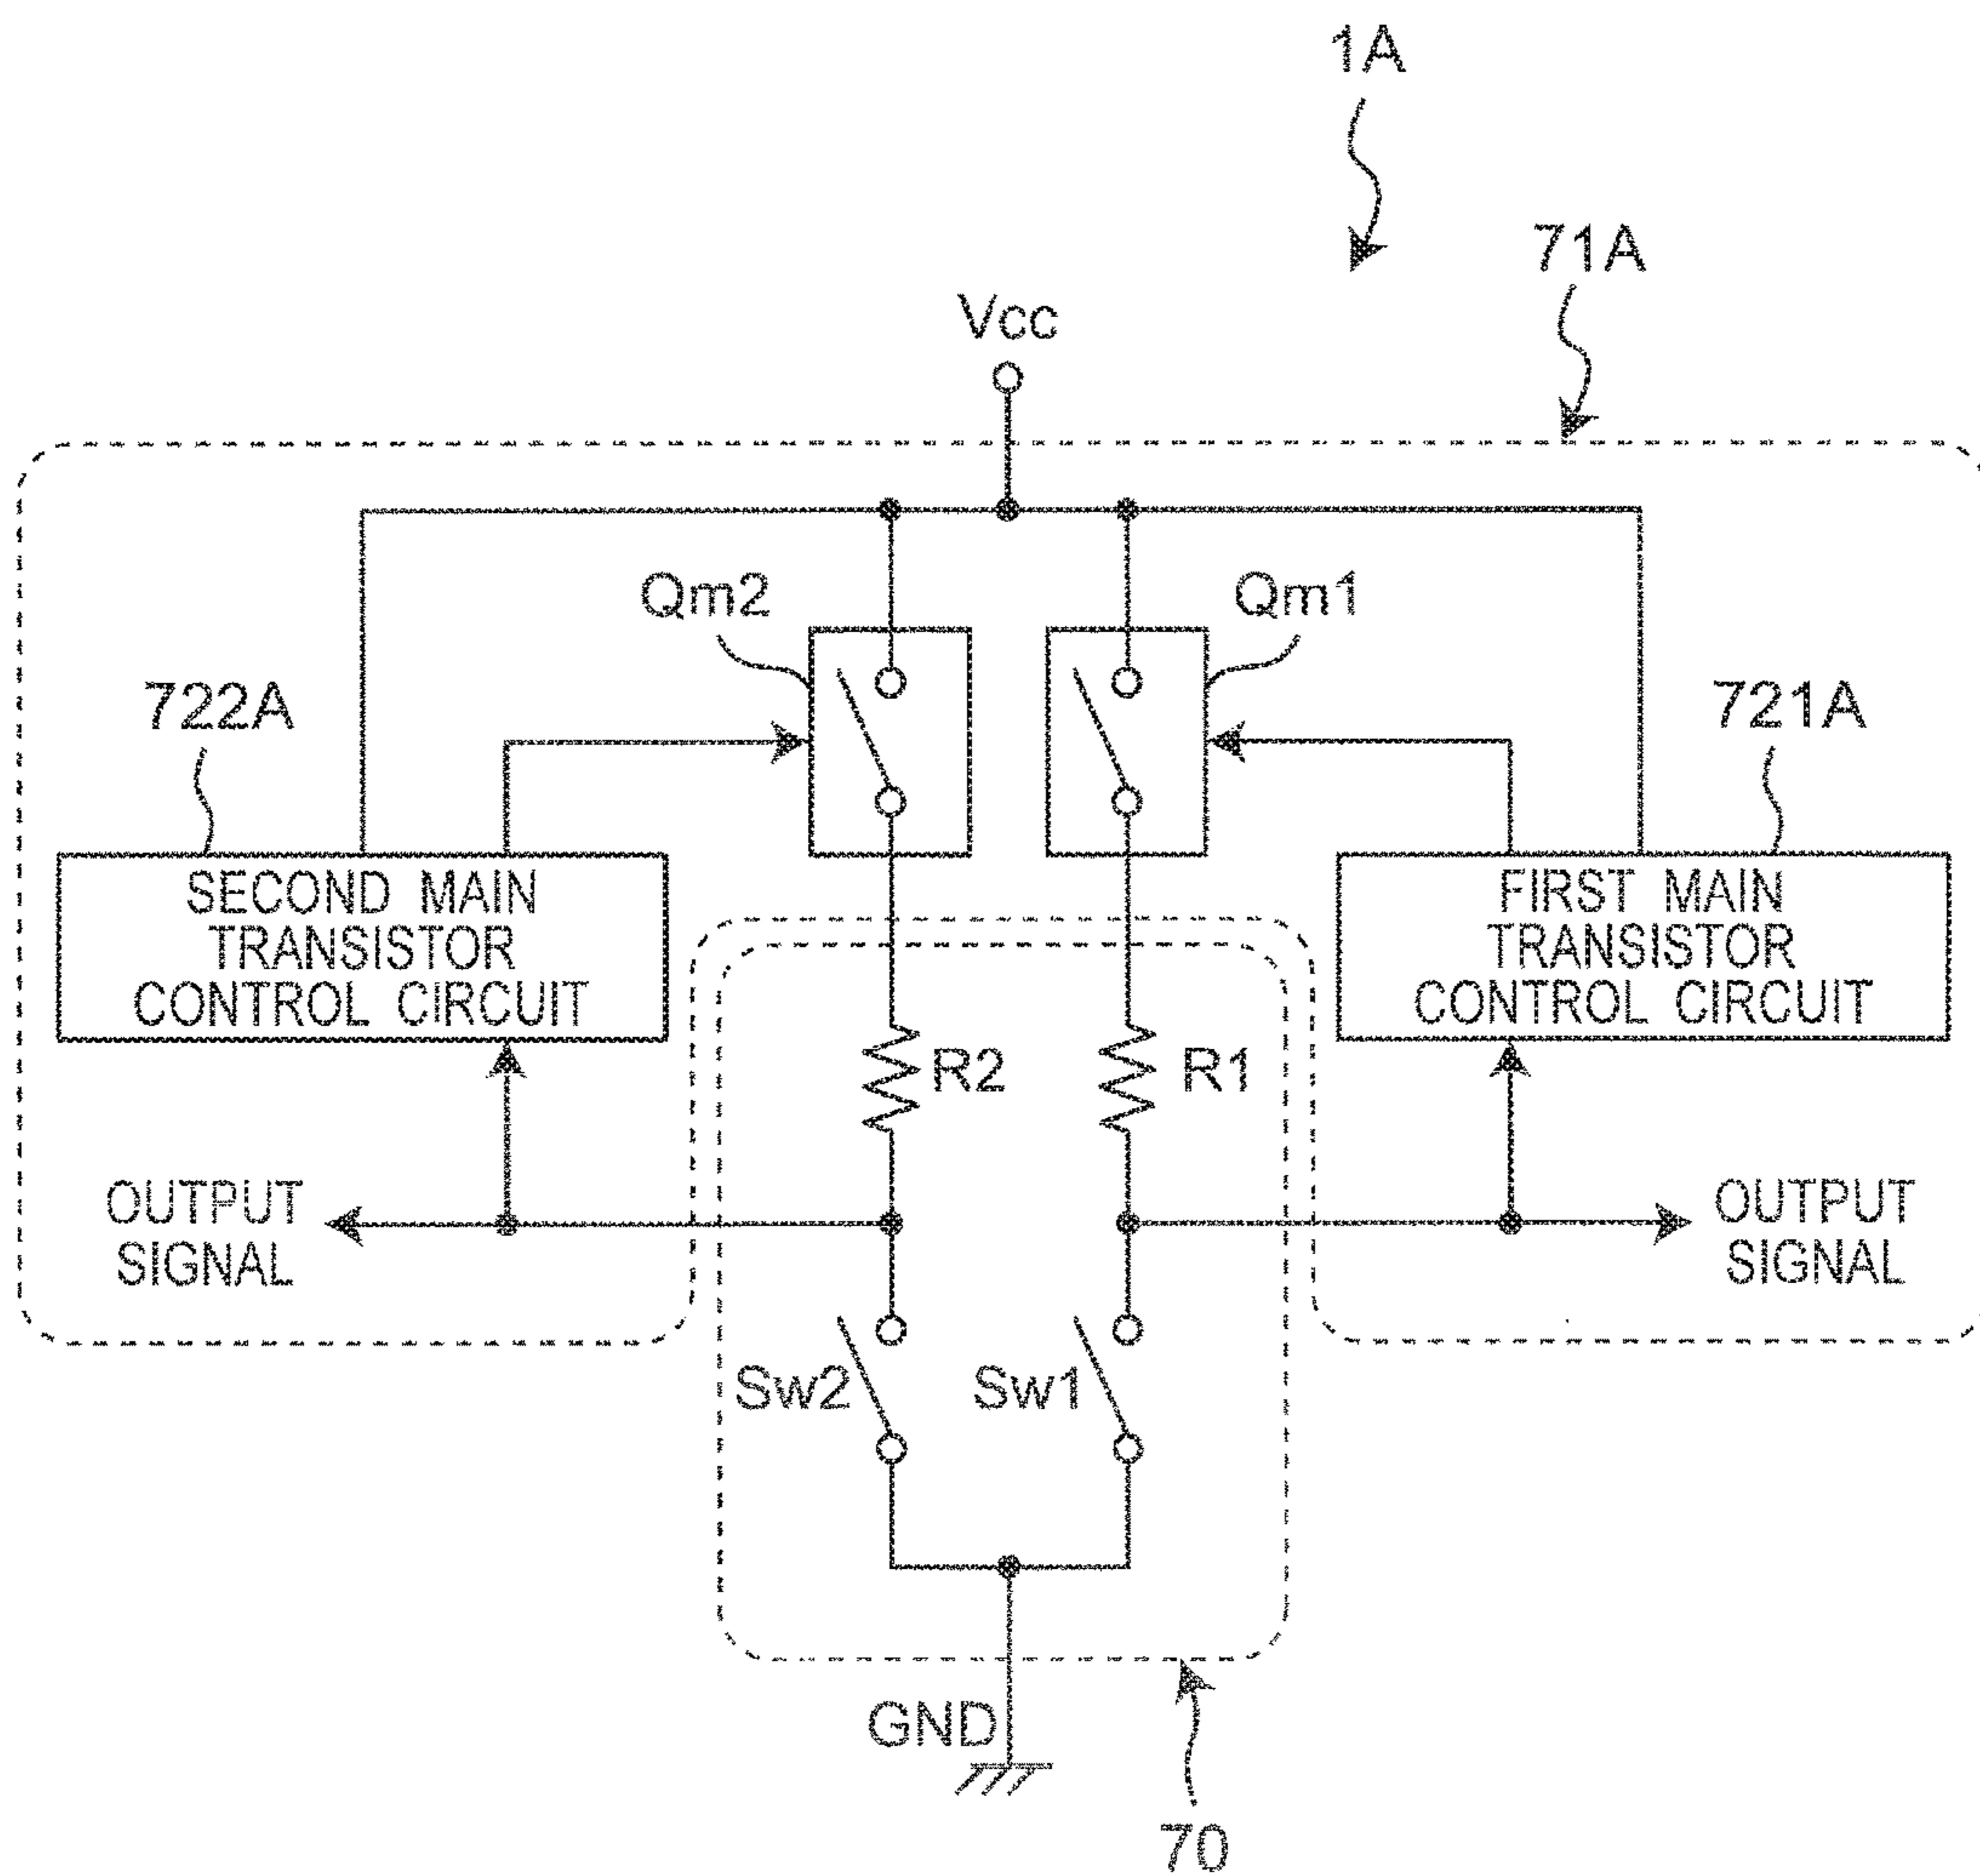 1A
71A
Vcc
Qm2
Qm1
722A
721A
SECOND MAIN
TRANSISTOR
CONTROL CIRCUIT
FIRST MAIN
TRANSISTOR
CONTROL CIRCUIT
R2
R1
OUTPUT
SIGNAL
OUTPUT
SIGNAL
Sw2
Sw1
GND
70